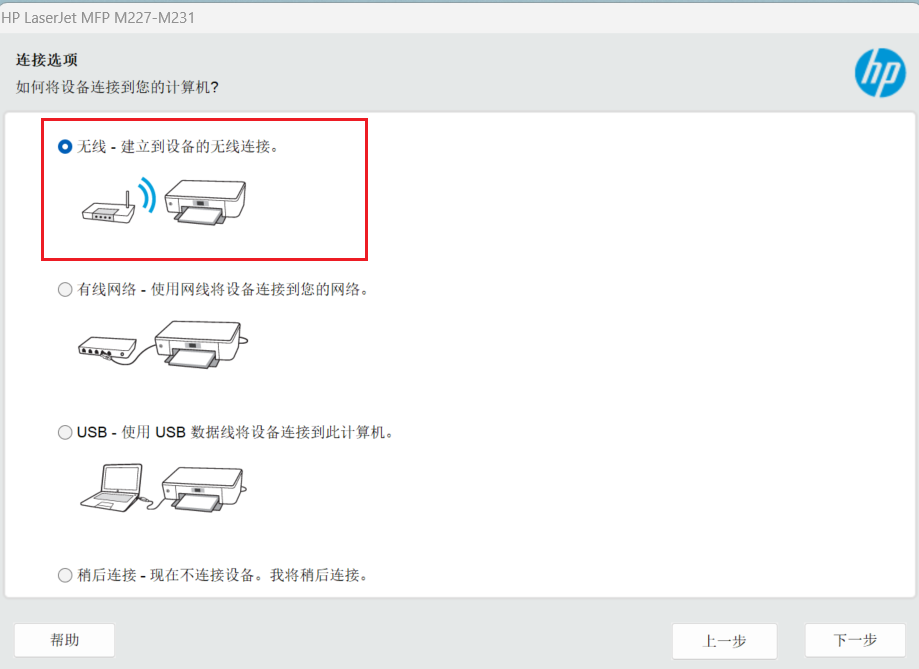 HP LaserJet MFP M227-M231
连接选项
如何将设备连接到您的计算机?
hp
无线 - 建立到设备的无线连接。
有线网络 - 使用网线将设备连接到您的网络。
USB - 使用 USB 数据线将设备连接到此计算机。
稍后连接 - 现在不连接设备。我将稍后连接。
帮助
上一步
下一步